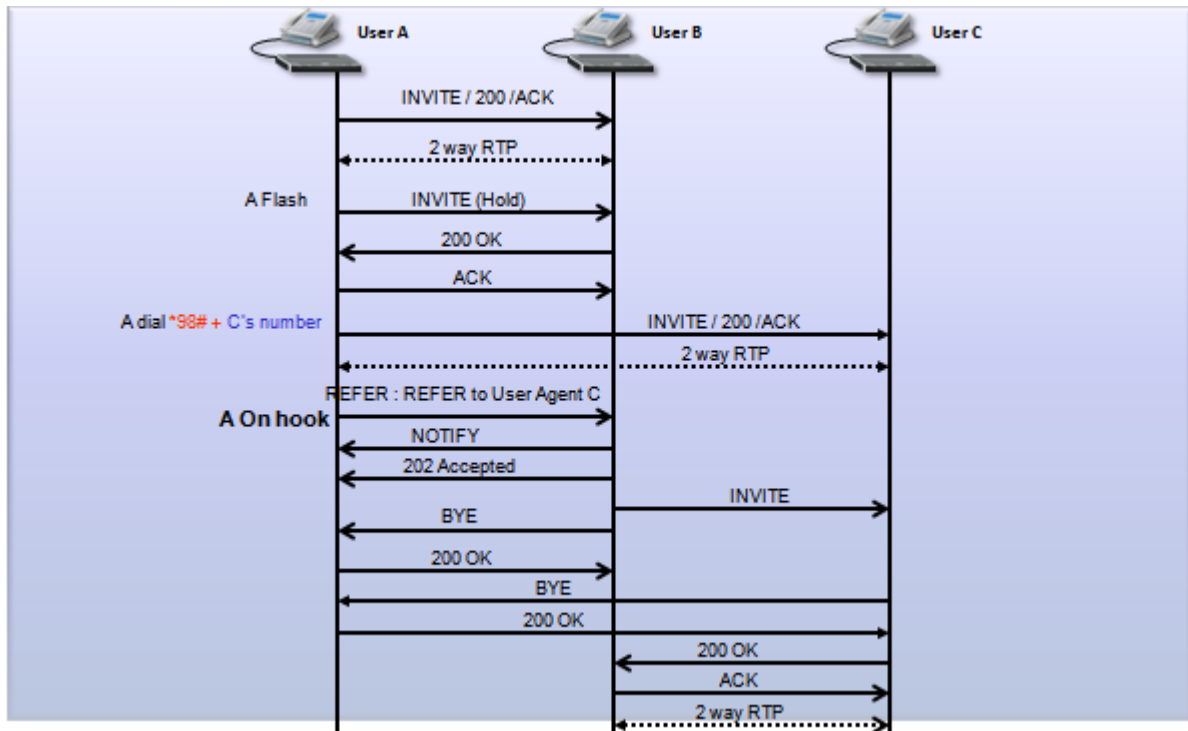 User A
User B
User C
INVITE / 200 /ACK
2 way RTP
A Flash
INVITE (Hold)
200 OK
ACK
A dial *98# + C's number
INVITE / 200 /ACK
2 way RTP
REFER : REFER to User Agent C
A On hook
NOTIFY
202 Accepted
INVITE
BYE
200 OK
BYE
200 OK
200 OK
ACK
2 way RTP